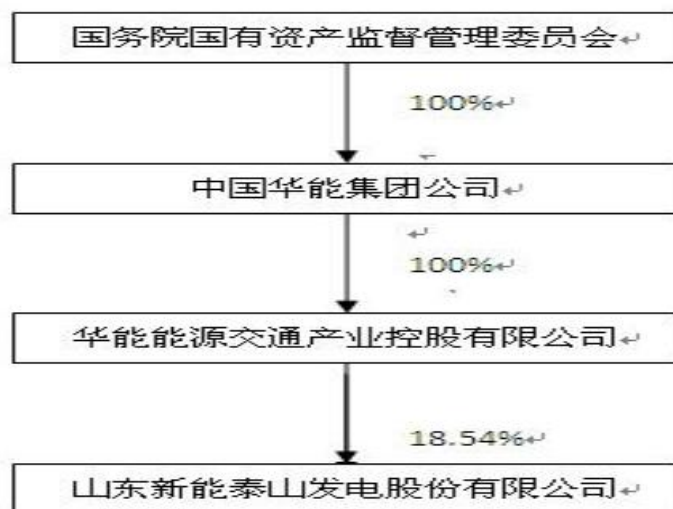 国务院国有资产监督管理委员会
100%
中国华能集团公司
100%
华能能源交通产业控股有限公司
18.54%
山东新能泰山发电股份有限公司